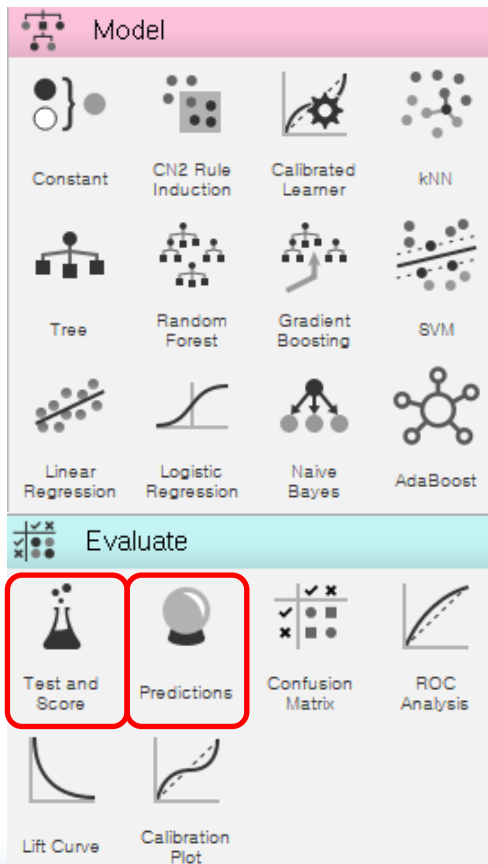 Model
Constant
CN2 Rule
Induction
Calibrated
Learner
kNN
Tree
Random
Forest
Gradient
Boosting
SVM
Linear
Regression
Logistic
Regression
Naive
Bayes
AdaBoost
Evaluate
Test and
Score
Predictions
Confusion
Matrix
ROC
Analysis
Lift Curve
Calibration
Plot